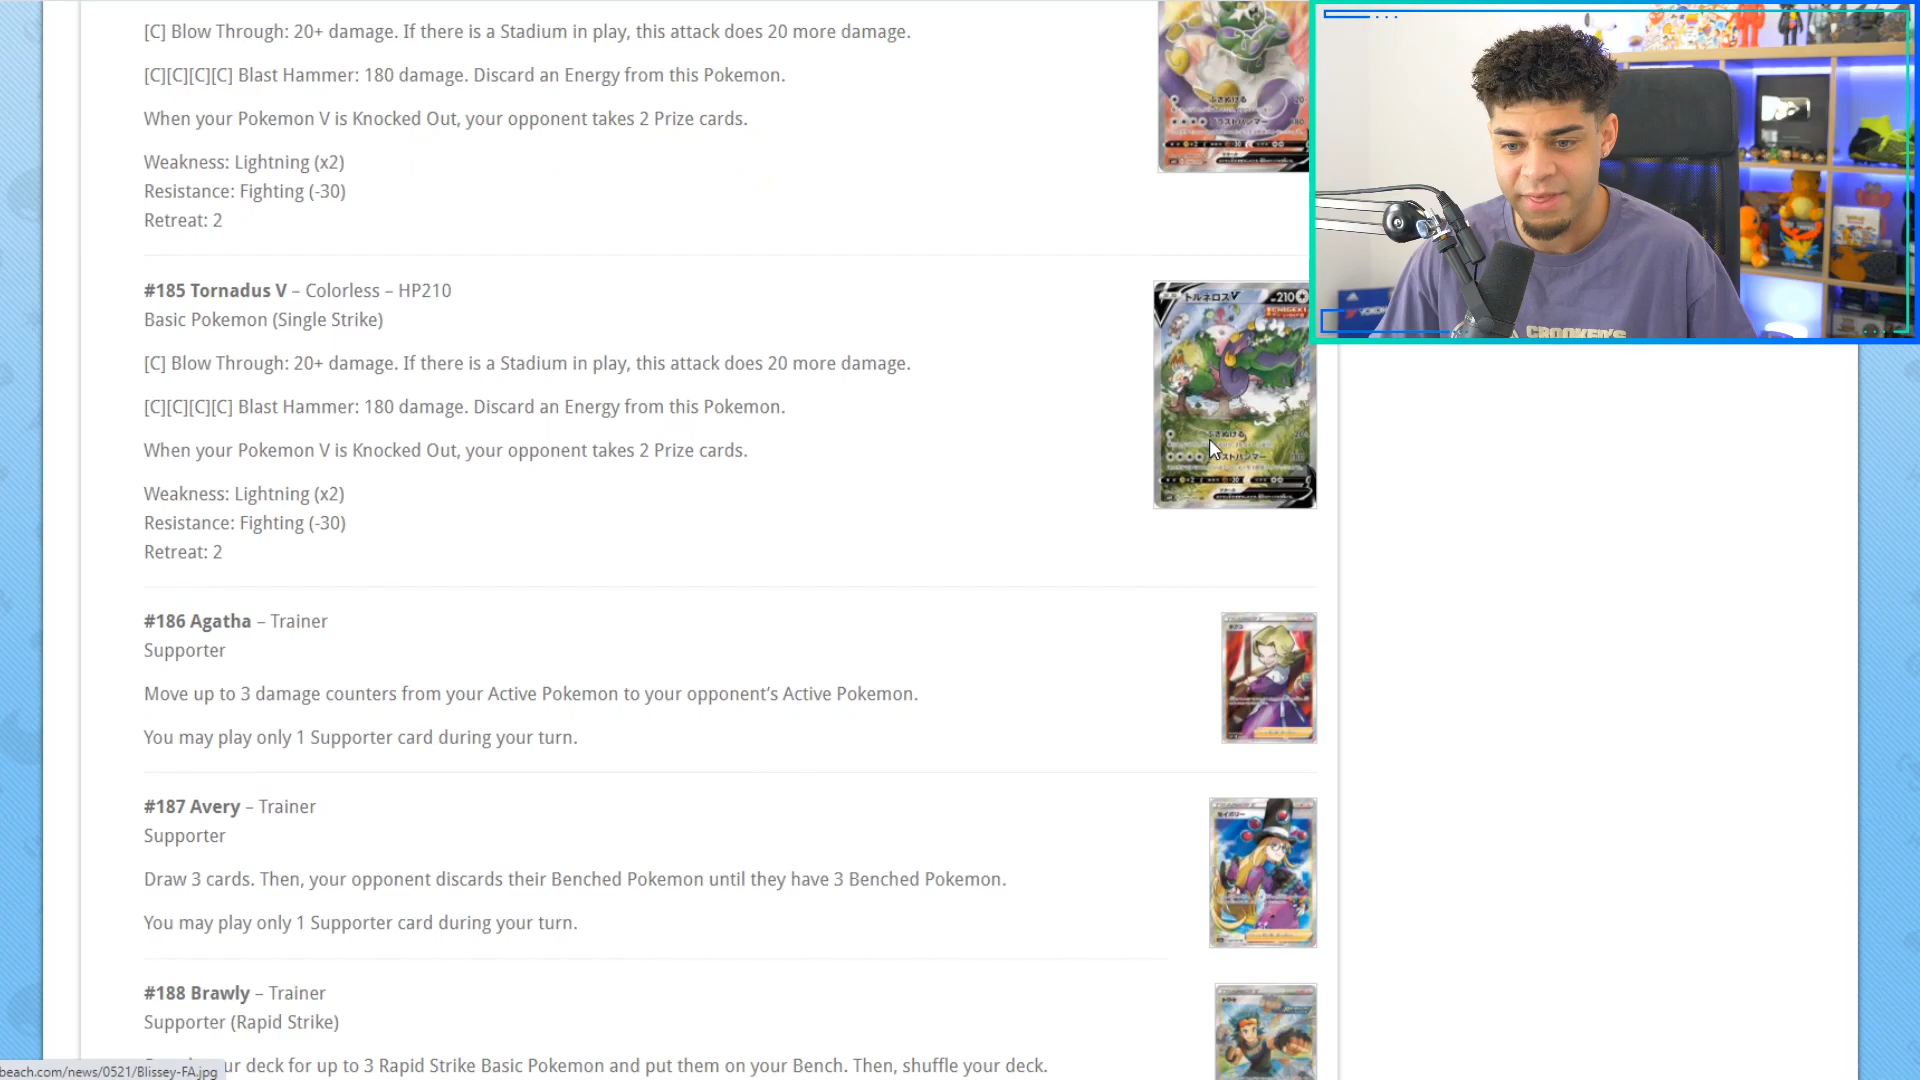 [C] Blow Through: 20+ damage. If there is a Stadium in play, this attack does 20 more damage.
[C][C][C][C] Blast Hammer: 180 damage. Discard an Energy from this Pokemon.
When your Pokemon V is Knocked Out, your opponent takes 2 Prize cards.
Weakness: Lightning (x2)
Resistance: Fighting (-30)
Retreat: 2
#185 Tornadus V – Colorless – HP210
Basic Pokemon (Single Strike)
[C] Blow Through: 20+ damage. If there is a Stadium in play, this attack does 20 more damage.
[C][C][C][C] Blast Hammer: 180 damage. Discard an Energy from this Pokemon.
When your Pokemon V is Knocked Out, your opponent takes 2 Prize cards.
Weakness: Lightning (x2)
Resistance: Fighting (-30)
Retreat: 2
トルネロスV 210
#186 Agatha – Trainer
Supporter
Move up to 3 damage counters from your Active Pokemon to your opponent’s Active Pokemon.
You may play only 1 Supporter card during your turn.
#187 Avery – Trainer
Supporter
Draw 3 cards. Then, your opponent discards their Benched Pokemon until they have 3 Benched Pokemon.
You may play only 1 Supporter card during your turn.
#188 Brawly – Trainer
Supporter (Rapid Strike)
ur deck for up to 3 Rapid Strike Basic Pokemon and put them on your Bench. Then, shuffle your deck.
beach.com/news/0521/Blissey-FA.jpg
CROOKED'S